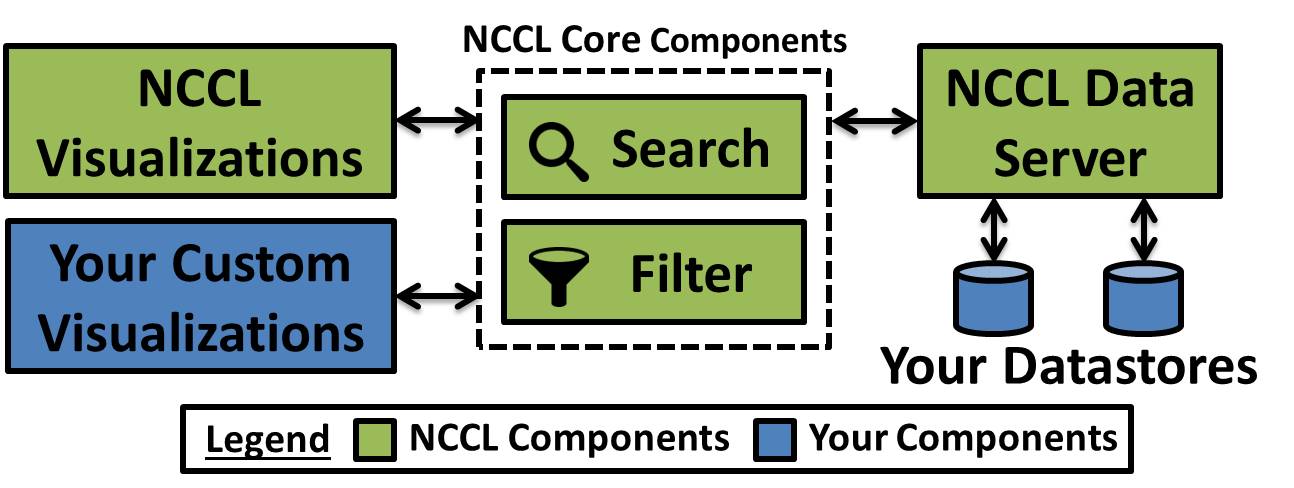 NCCL Core Components
NCCL
Visualizations
Search
Filter
NCCL Data
Server
Your Custom
Visualizations
Your Datastores
Legend NCCL Components Your Components